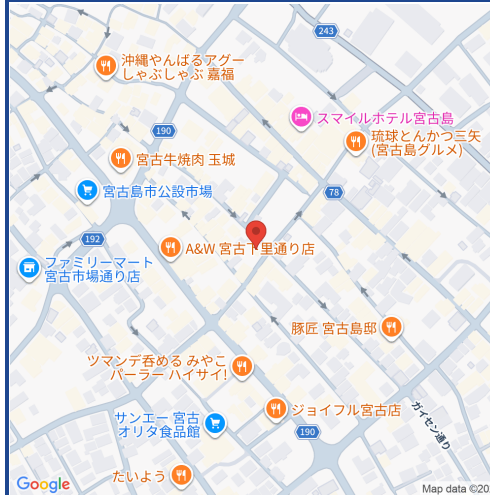 243
沖縄やんばるアグー
しゃぶしゃぶ 嘉福
スマイルホテル宮古島
190
琉球とんかつ三矢
(宮古島グルメ)
宮古牛焼肉 玉城
宮古島市公設市場
78
192
A&W 宮古下里通り店
ファミリーマート
宮古市場通り店
豚匠 宮古島邸
ツマンデ呑める みやこ
パーラー ハイサイ!
ジョイフル宮古店
ガイセン通り
サンエー 宮古
オリタ食品館
190
たいよう
Google
Map data ©20